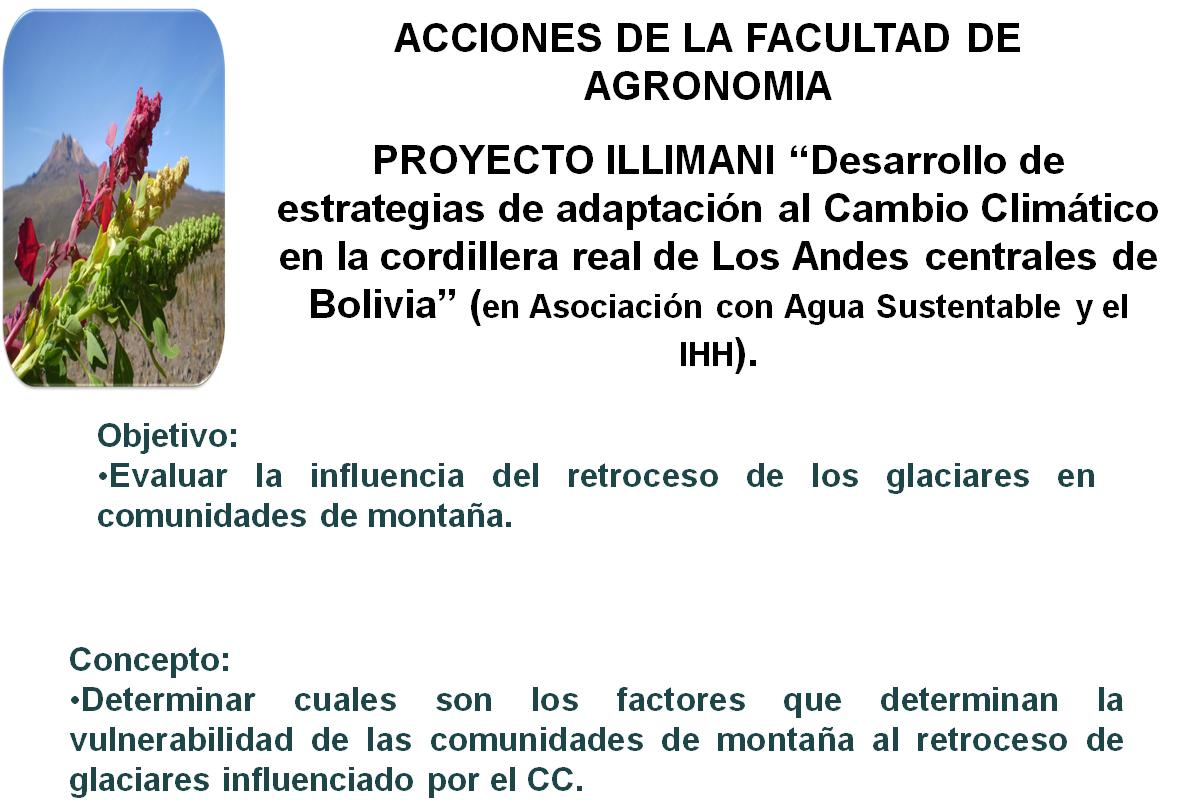 ACCIONES DE LA FACULTAD DE
AGRONOMIA
PROYECTO ILLIMANI “Desarrollo de
estrategias de adaptación al Cambio Climático
en la cordillera real de Los Andes centrales de
Bolivia” (en Asociación con Agua Sustentable y el
IHH).
Objetivo:
•Evaluar la influencia del retroceso de los glaciares en
comunidades de montaña.
Concepto:
•Determinar cuales son los factores que determinan la
vulnerabilidad de las comunidades de montaña al retroceso de
glaciares influenciado por el CC.